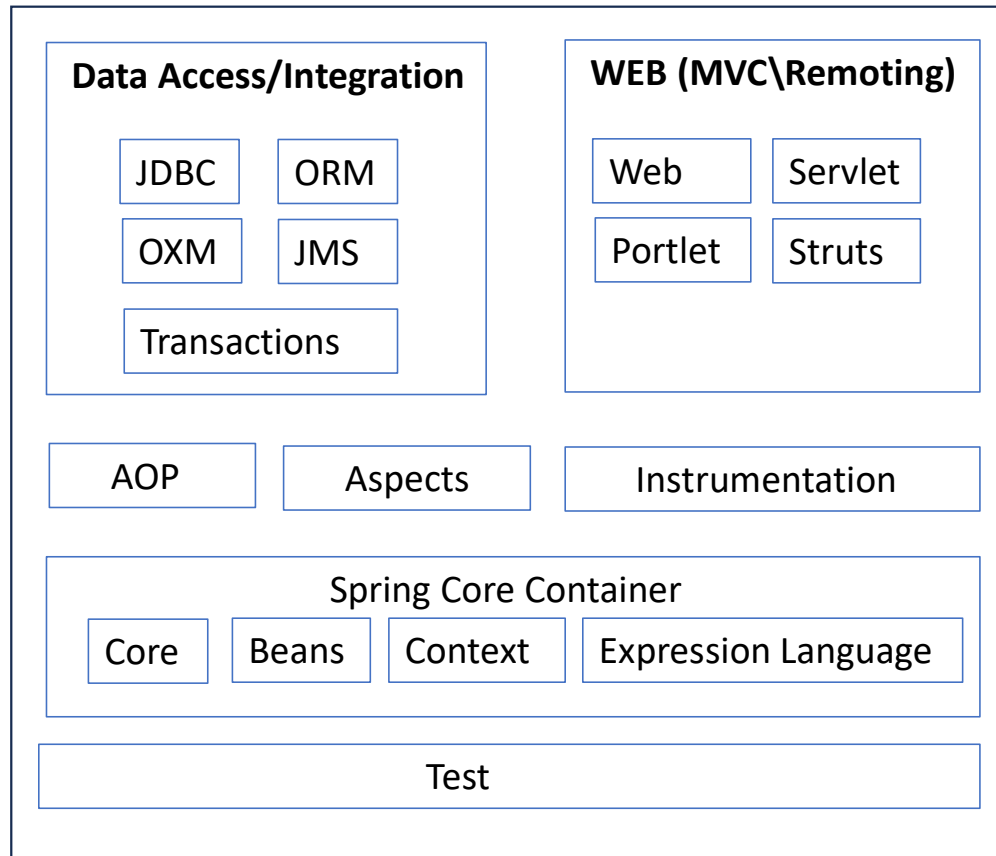 Data Access/Integration
JDBC
ORM
OXM
JMS
Transactions
WEB (MVC\Remoting)
Web
Servlet
Portlet
Struts
AOP
Aspects
Instrumentation
Spring Core Container
Core
Beans
Context
Expression Language
Test